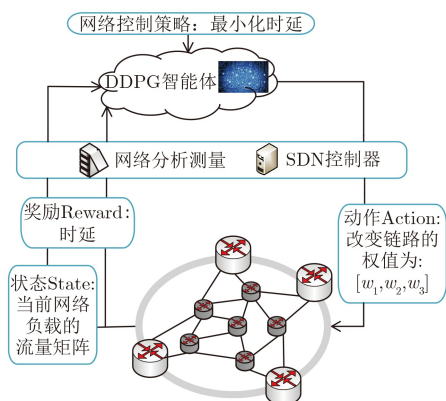 网络控制策略：最小化时延
DDPG智能体
网络分析测量
SDN控制器
奖励Reward:
时延
状态State:
当前网络
负载的
流量矩阵
动作Action:
改变链路的
权值为:
[w₁,w₂,w₃]